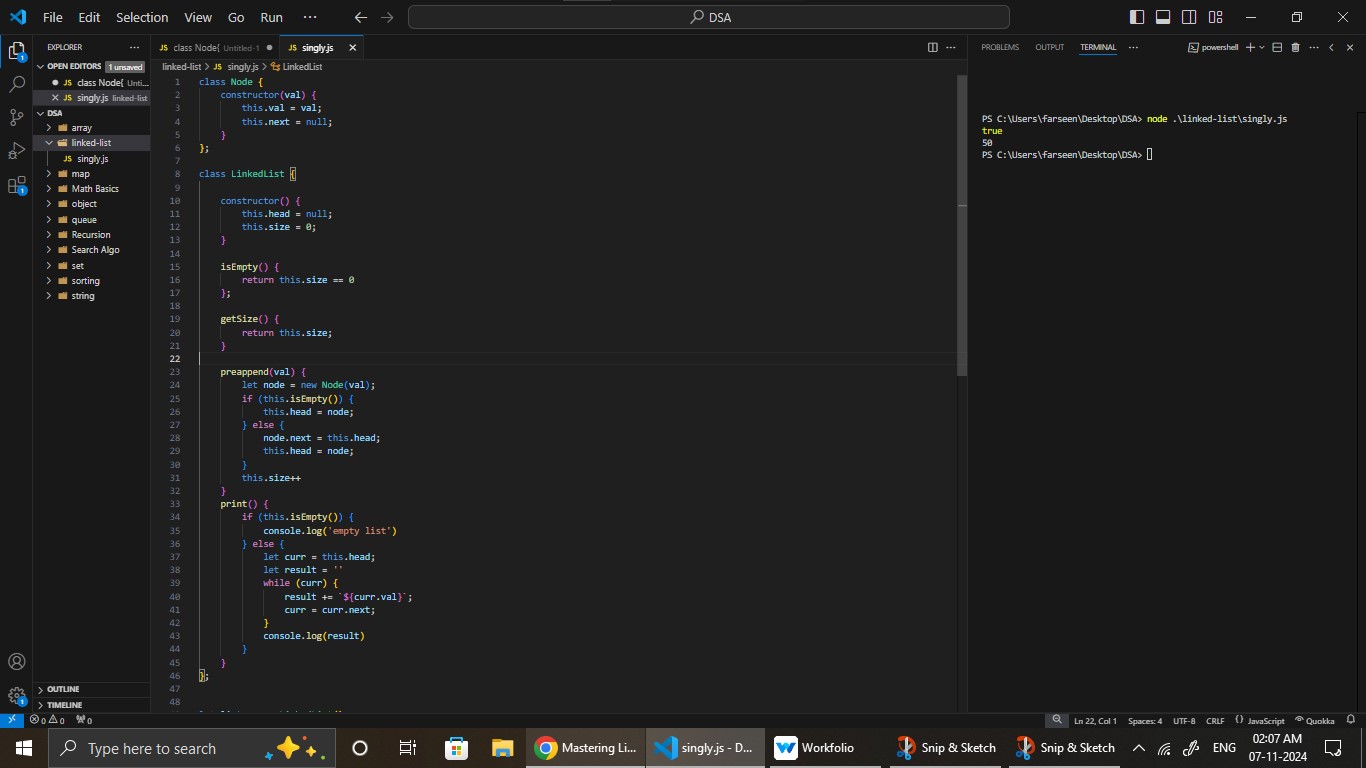 File Edit Selection View Go Run ··· DSA
EXPLORER ···
OPEN EDITORS 1 unsaved
JS class Node{ Unti...
JS singly.js linked-list
DSA
array
linked-list
JS singly.js
map
Math Basics
object
queue
Recursion
Search Algo
set
sorting
string
OUTLINE
TIMELINE
1
1
1
JS class Node{ Untitled-1 JS singly.js
linked-list > JS singly.js > LinkedList
1 class Node {
2 constructor(val) {
3 this.val = val;
4 this.next = null;
5 }
6 };
7
8 class LinkedList {
9
10 constructor() {
11 this.head = null;
12 this.size = 0;
13 }
14
15 isEmpty() {
16 return this.size == 0
17 };
18
19 getSize() {
20 return this.size;
21 }
22
23 preappend(val) {
24 let node = new Node(val);
25 if (this.isEmpty()) {
26 this.head = node;
27 } else {
28 node.next = this.head;
29 this.head = node;
30 }
31 this.size++
32 }
33 print() {
34 if (this.isEmpty()) {
35 console.log('empty list')
36 } else {
37 let curr = this.head;
38 let result = ''
39 while (curr) {
40 result += `${curr.val}`;
41 curr = curr.next;
42 }
43 console.log(result)
44 }
45 }
46 };
47
48
PROBLEMS OUTPUT TERMINAL ··· powershell
PS C:\Users\farseen\Desktop\DSA> node .\linked-list\singly.js
true
50
PS C:\Users\farseen\Desktop\DSA>
0 0 0 Ln 22, Col 1 Spaces: 4 UTF-8 CRLF {} JavaScript Quokka
Type here to search Mastering Li... singly.js - D... W Workfolio Snip & Sketch Snip & Sketch ENG 02:07 AM
07-11-2024